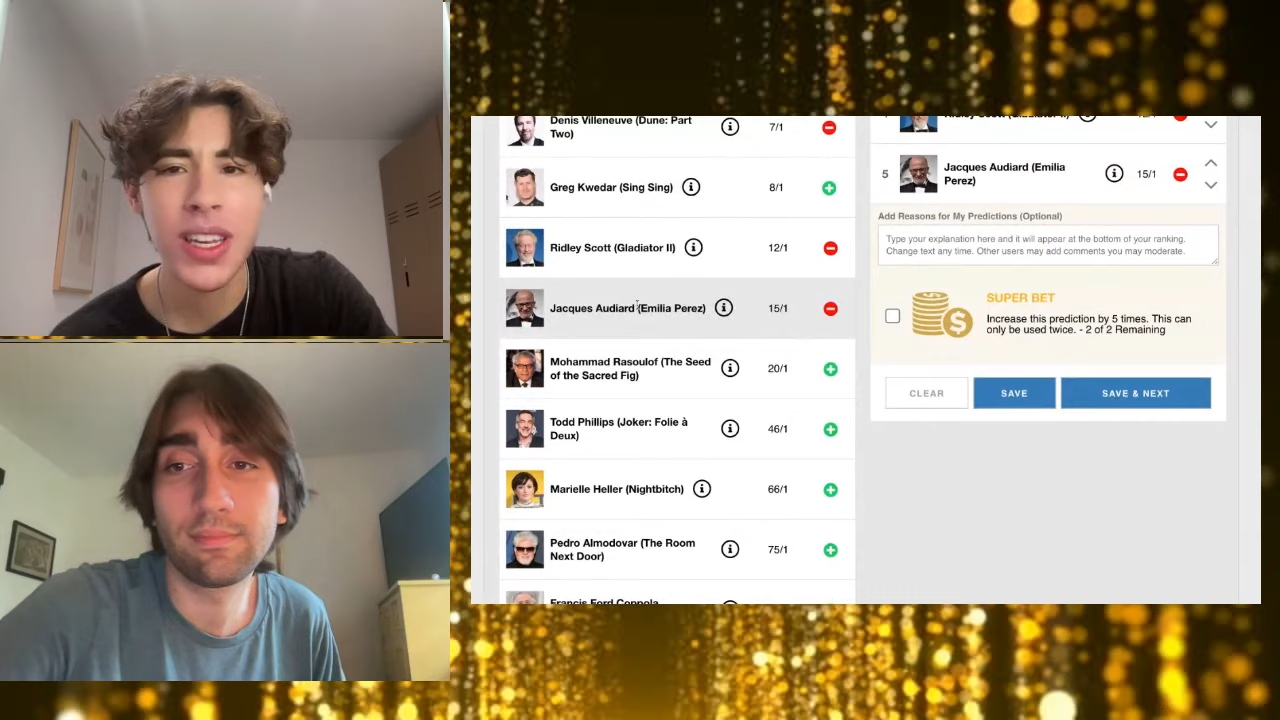 Denis Villeneuve (Dune: Part
Two)
7/1
Greg Kwedar (Sing Sing)
8/1
Ridley Scott (Gladiator II)
12/1
Jacques Audiard (Emilia Perez)
15/1
Mohammad Rasoulof (The Seed
of the Sacred Fig)
20/1
Todd Phillips (Joker: Folie à
Deux)
46/1
Marielle Heller (Nightbitch)
66/1
Pedro Almodovar (The Room
Next Door)
75/1
Francis Ford Coppola
Ridley Scott (Gladiator II)
5
Jacques Audiard (Emilia
Perez)
15/1
Add Reasons for My Predictions (Optional)
Type your explanation here and it will appear at the bottom of your ranking.
Change text any time. Other users may add comments you may moderate.
SUPER BET
Increase this prediction by 5 times. This can
only be used twice. - 2 of 2 Remaining
CLEAR
SAVE
SAVE & NEXT